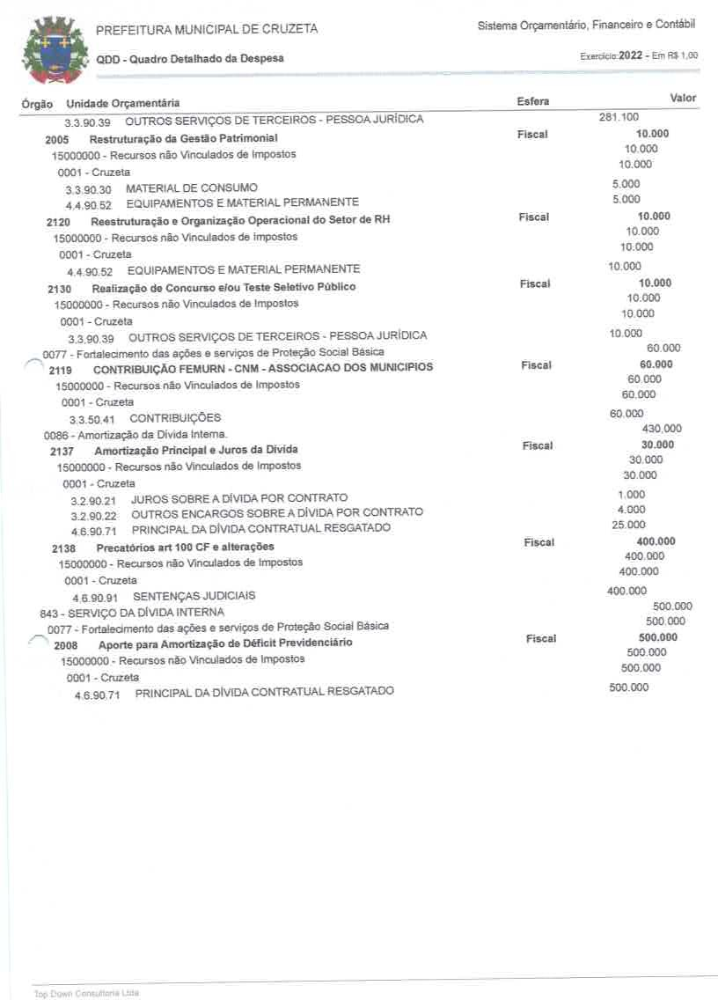 PREFEITURA MUNICIPAL DE CRUZETA
Sistema Orçamentário, Financeiro e Contábil
QDD - Quadro Detalhado da Despesa
Exercício:2022 - Em R$ 1,00
Órgão Unidade Orçamentária Esfera Valor
3.3.90.39 OUTROS SERVIÇOS DE TERCEIROS - PESSOA JURÍDICA 281.100
2005 Restruturação da Gestão Patrimonial Fiscal 10.000
15000000 - Recursos não Vinculados de Impostos 10.000
0001 - Cruzeta 10.000
3.3.90.30 MATERIAL DE CONSUMO 5.000
4.4.90.52 EQUIPAMENTOS E MATERIAL PERMANENTE 5.000
2120 Reestruturação e Organização Operacional do Setor de RH Fiscal 10.000
15000000 - Recursos não Vinculados de Impostos 10.000
0001 - Cruzeta 10.000
4.4.90.52 EQUIPAMENTOS E MATERIAL PERMANENTE 10.000
2130 Realização de Concurso e/ou Teste Seletivo Público Fiscal 10.000
15000000 - Recursos não Vinculados de Impostos 10.000
0001 - Cruzeta 10.000
3.3.90.39 OUTROS SERVIÇOS DE TERCEIROS - PESSOA JURÍDICA 10.000
0077 - Fortalecimento das ações e serviços de Proteção Social Básica 60.000
2119 CONTRIBUIÇÃO FEMURN - CNM - ASSOCIACAO DOS MUNICIPIOS Fiscal 60.000
15000000 - Recursos não Vinculados de Impostos 60.000
0001 - Cruzeta 60.000
3.3.50.41 CONTRIBUIÇÕES 60.000
0086 - Amortização da Dívida Interna. 430.000
2137 Amortização Principal e Juros da Dívida Fiscal 30.000
15000000 - Recursos não Vinculados de Impostos 30.000
0001 - Cruzeta 30.000
3.2.90.21 JUROS SOBRE A DÍVIDA POR CONTRATO 1.000
3.2.90.22 OUTROS ENCARGOS SOBRE A DÍVIDA POR CONTRATO 4.000
4.6.90.71 PRINCIPAL DA DÍVIDA CONTRATUAL RESGATADO 25.000
2138 Precatórios art 100 CF e alterações Fiscal 400.000
15000000 - Recursos não Vinculados de Impostos 400.000
0001 - Cruzeta 400.000
4.6.90.91 SENTENÇAS JUDICIAIS 400.000
843 - SERVIÇO DA DÍVIDA INTERNA 500.000
0077 - Fortalecimento das ações e serviços de Proteção Social Básica 500.000
2008 Aporte para Amortização de Déficit Previdenciário Fiscal 500.000
15000000 - Recursos não Vinculados de Impostos 500.000
0001 - Cruzeta 500.000
4.6.90.71 PRINCIPAL DA DÍVIDA CONTRATUAL RESGATADO 500.000
Top Down Consultoria Ltda